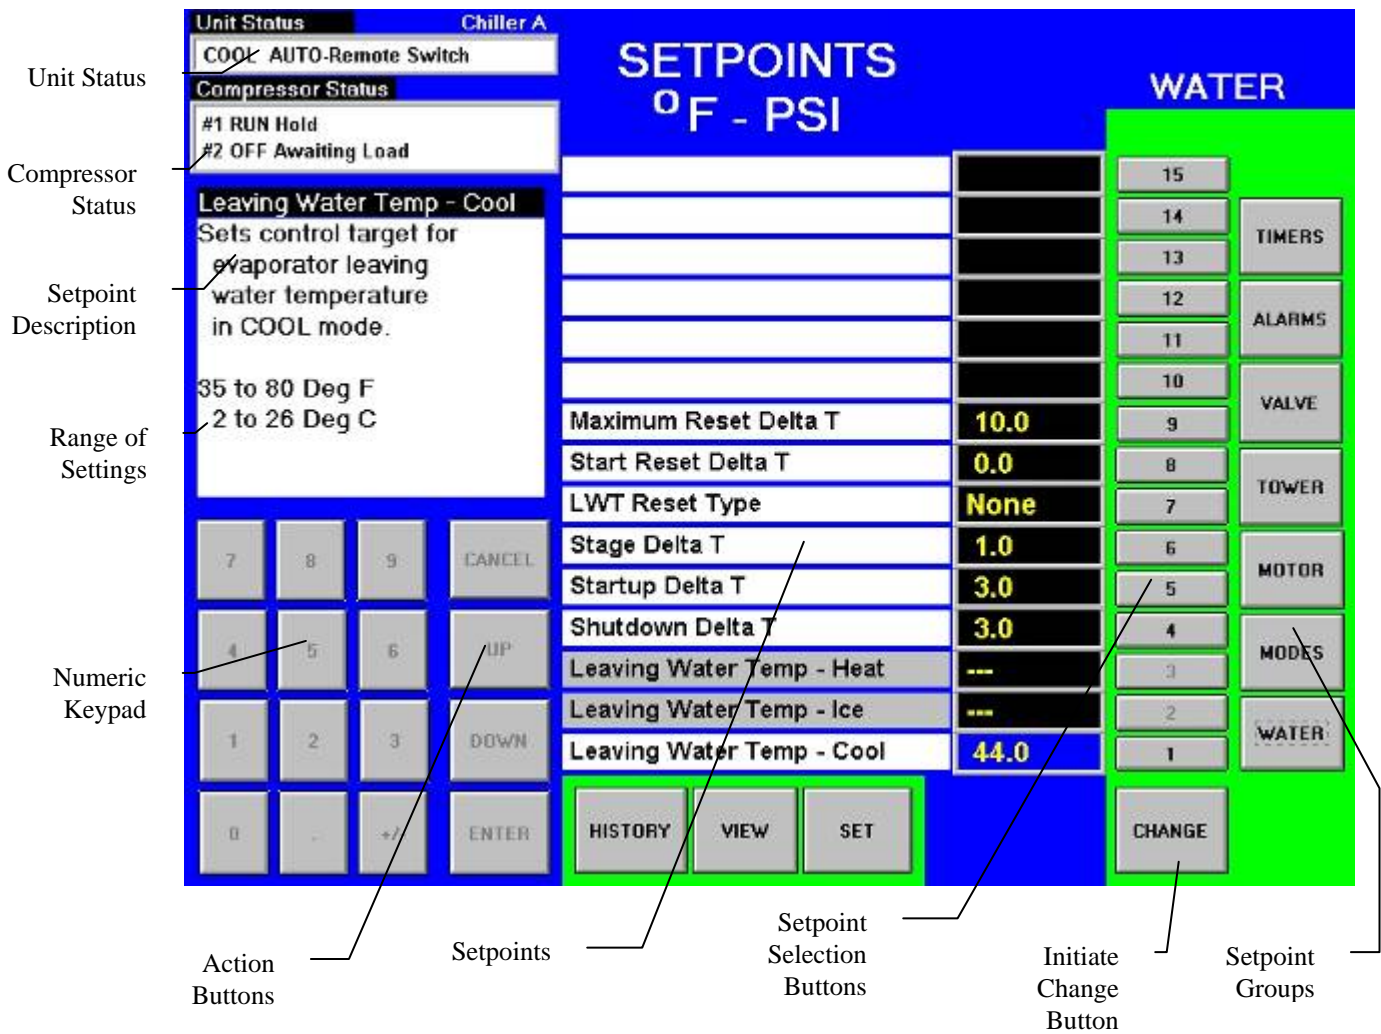 Unit Status
Compressor
Status
Setpoint
Description
Range of
Settings
Numeric
Keypad
Unit Status Chiller A
COOL AUTO-Remote Switch
Compressor Status
#1 RUN Hold
#2 OFF Awaiting Load
Leaving Water Temp - Cool
Sets control target for
evaporator leaving
water temperature
in COOL mode.
35 to 80 Deg F
2 to 26 Deg C
7 8 9 CANCEL
4 5 6 UP
1 2 3 DOWN
0 . +/- ENTER
SETPOINTS
°F - PSI
WATER
15
14
13
12
11
10
Maximum Reset Delta T 10.0 9
Start Reset Delta T 0.0 8
LWT Reset Type None 7
Stage Delta T 1.0 6
Startup Delta T 3.0 5
Shutdown Delta T 3.0 4
Leaving Water Temp - Heat --- 3
Leaving Water Temp - Ice --- 2
Leaving Water Temp - Cool 44.0 1
TIMERS
ALARMS
VALVE
TOWER
MOTOR
MODES
WATER
HISTORY VIEW SET CHANGE
Action
Buttons
Setpoints
Setpoint
Selection
Buttons
Initiate
Change
Button
Setpoint
Groups